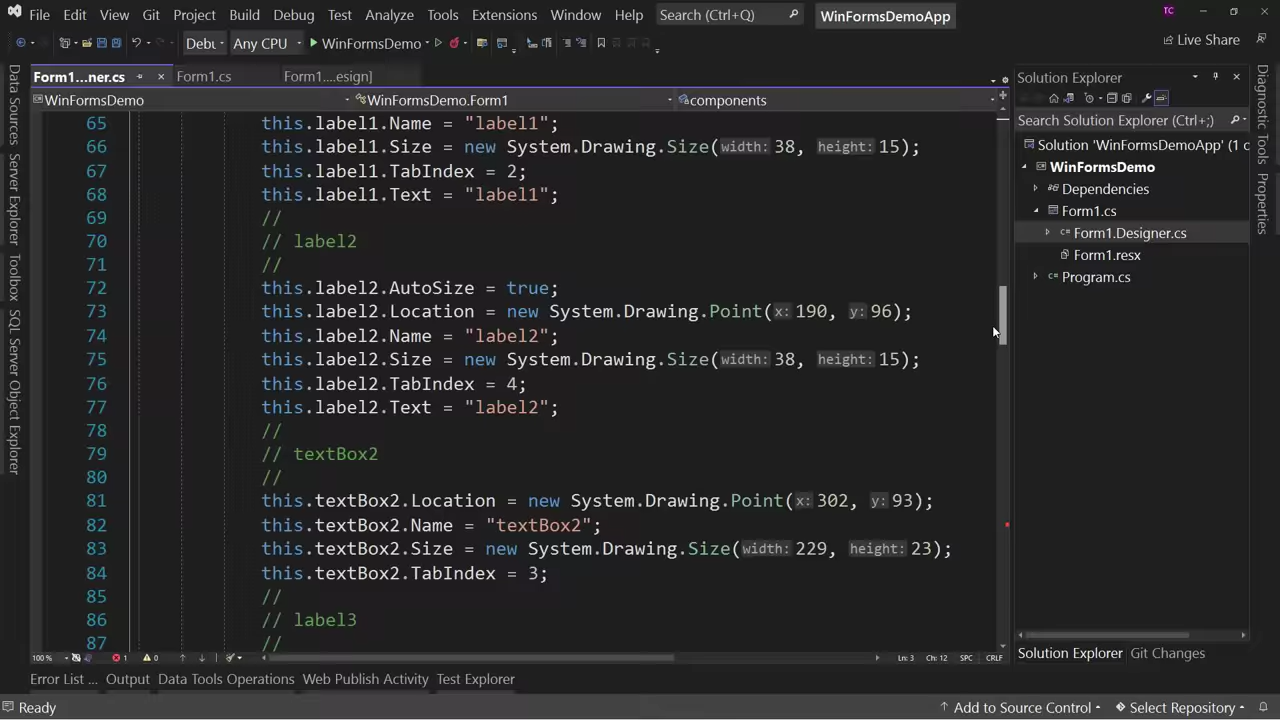 File Edit View Git Project Build Debug Test Analyze Tools Extensions Window Help Search (Ctrl+Q) WinFormsDemoApp TC
Any CPU WinFormsDemo Live Share
Form1...ner.cs Form1.cs Form1....esign]
WinFormsDemo WinFormsDemo.Form1 components
65 this.label1.Name = "label1";
66 this.label1.Size = new System.Drawing.Size(width: 38, height: 15);
67 this.label1.TabIndex = 2;
68 this.label1.Text = "label1";
69 //
70 // label2
71 //
72 this.label2.AutoSize = true;
73 this.label2.Location = new System.Drawing.Point(x: 190, y: 96);
74 this.label2.Name = "label2";
75 this.label2.Size = new System.Drawing.Size(width: 38, height: 15);
76 this.label2.TabIndex = 4;
77 this.label2.Text = "label2";
78 //
79 // textBox2
80 //
81 this.textBox2.Location = new System.Drawing.Point(x: 302, y: 93);
82 this.textBox2.Name = "textBox2";
83 this.textBox2.Size = new System.Drawing.Size(width: 229, height: 23);
84 this.textBox2.TabIndex = 3;
85 //
86 // label3
87 //
100 % 1 0 Ln: 3 Ch: 12 SPC CRLF
Data Sources
Server Explorer
Toolbox
SQL Server Object Explorer
Solution Explorer
Search Solution Explorer (Ctrl+;)
Solution 'WinFormsDemoApp' (1 c
WinFormsDemo
Dependencies
Form1.cs
Form1.Designer.cs
Form1.resx
Program.cs
Solution Explorer Git Changes
Diagnostic Tools
Properties
Error List ... Output Data Tools Operations Web Publish Activity Test Explorer
Ready Add to Source Control Select Repository